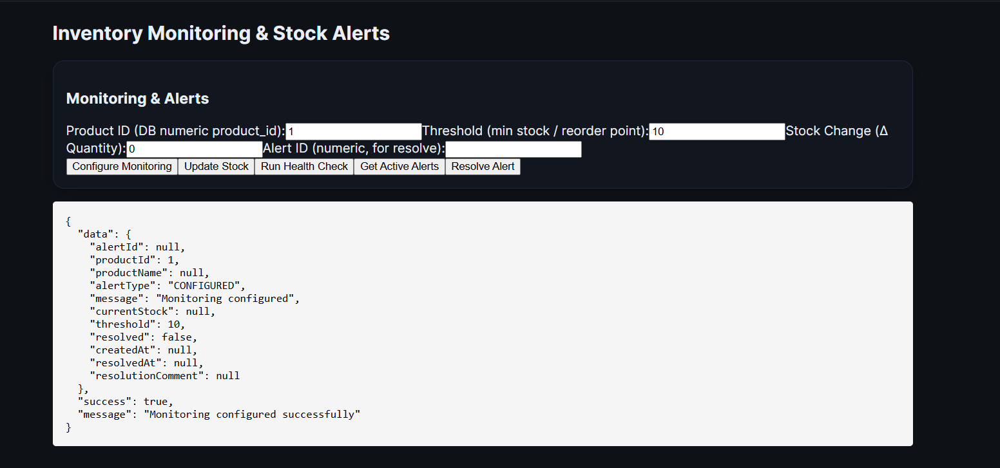 Inventory Monitoring & Stock Alerts
Monitoring & Alerts
Product ID (DB numeric product_id): 1 Threshold (min stock / reorder point): 10 Stock Change (Δ
Quantity): 0 Alert ID (numeric, for resolve):
Configure Monitoring Update Stock Run Health Check Get Active Alerts Resolve Alert
{
  "data": {
    "alertId": null,
    "productId": 1,
    "productName": null,
    "alertType": "CONFIGURED",
    "message": "Monitoring configured",
    "currentStock": null,
    "threshold": 10,
    "resolved": false,
    "createdAt": null,
    "resolvedAt": null,
    "resolutionComment": null
  },
  "success": true,
  "message": "Monitoring configured successfully"
}